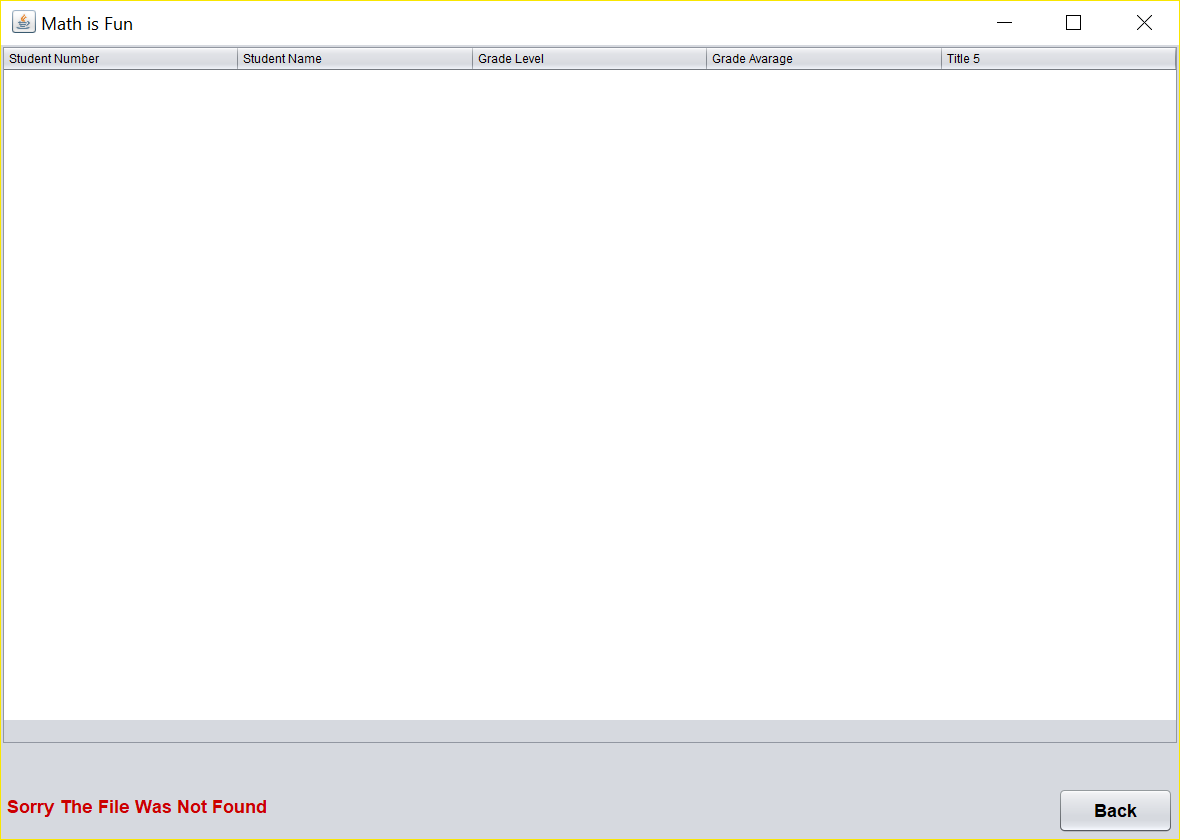 Math is Fun
Student Number Student Name Grade Level Grade Avarage Title 5
Sorry The File Was Not Found
Back